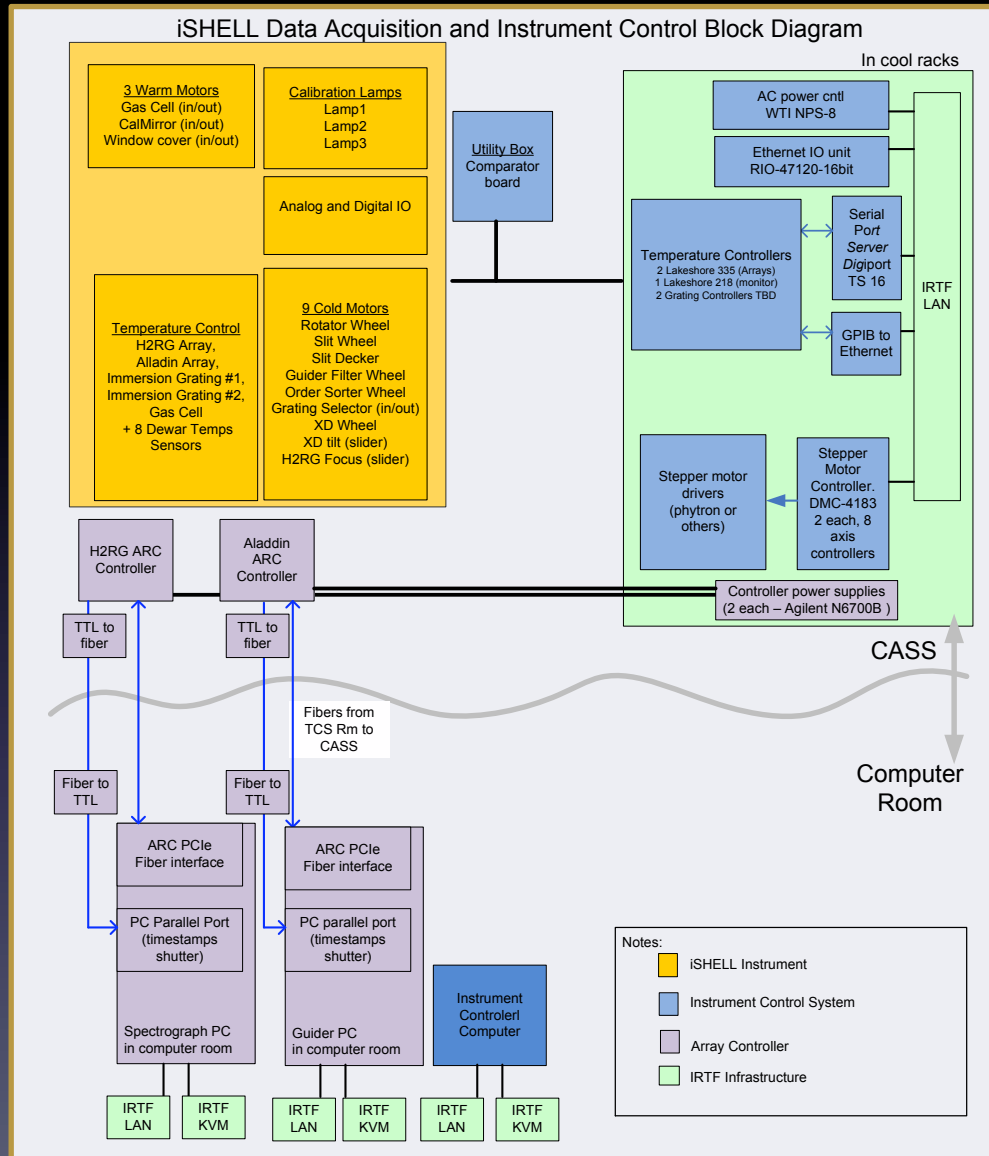 iSHELL Data Acquisition and Instrument Control Block Diagram
In cool racks
3 Warm Motors
Gas Cell (in/out)
CalMirror (in/out)
Window cover (in/out)
Calibration Lamps
Lamp1
Lamp2
Lamp3
Analog and Digital IO
Temperature Control
H2RG Array,
Alladin Array,
Immersion Grating #1,
Immersion Grating #2,
Gas Cell
+ 8 Dewar Temps
Sensors
9 Cold Motors
Rotator Wheel
Slit Wheel
Slit Decker
Guider Filter Wheel
Order Sorter Wheel
Grating Selector (in/out)
XD Wheel
XD tilt (slider)
H2RG Focus (slider)
Utility Box
Comparator
board
AC power cntl
WTI NPS-8
Ethernet IO unit
RIO-47120-16bit
Temperature Controllers
2 Lakeshore 335 (Arrays)
1 Lakeshore 218 (monitor)
2 Grating Controllers TBD
Serial
Port
Server
Digiport
TS 16
GPIB to
Ethernet
IRTF
LAN
Stepper motor
drivers
(phytron or
others)
Stepper
Motor
Controller.
DMC-4183
2 each, 8
axis
controllers
Controller power supplies
(2 each – Agilent N6700B )
H2RG ARC
Controller
Aladdin
ARC
Controller
TTL to
fiber
TTL to
fiber
CASS
Fibers from
TCS Rm to
CASS
Computer
Room
Fiber to
TTL
Fiber to
TTL
ARC PCIe
Fiber interface
PC Parallel Port
(timestamps
shutter)
Spectrograph PC
in computer room
ARC PCIe
Fiber interface
PC parallel port
(timestamps
shutter)
Guider PC
in computer room
Instrument
Controlerl
Computer
IRTF
LAN
IRTF
KVM
IRTF
LAN
IRTF
KVM
IRTF
LAN
IRTF
KVM
Notes:
iSHELL Instrument
Instrument Control System
Array Controller
IRTF Infrastructure